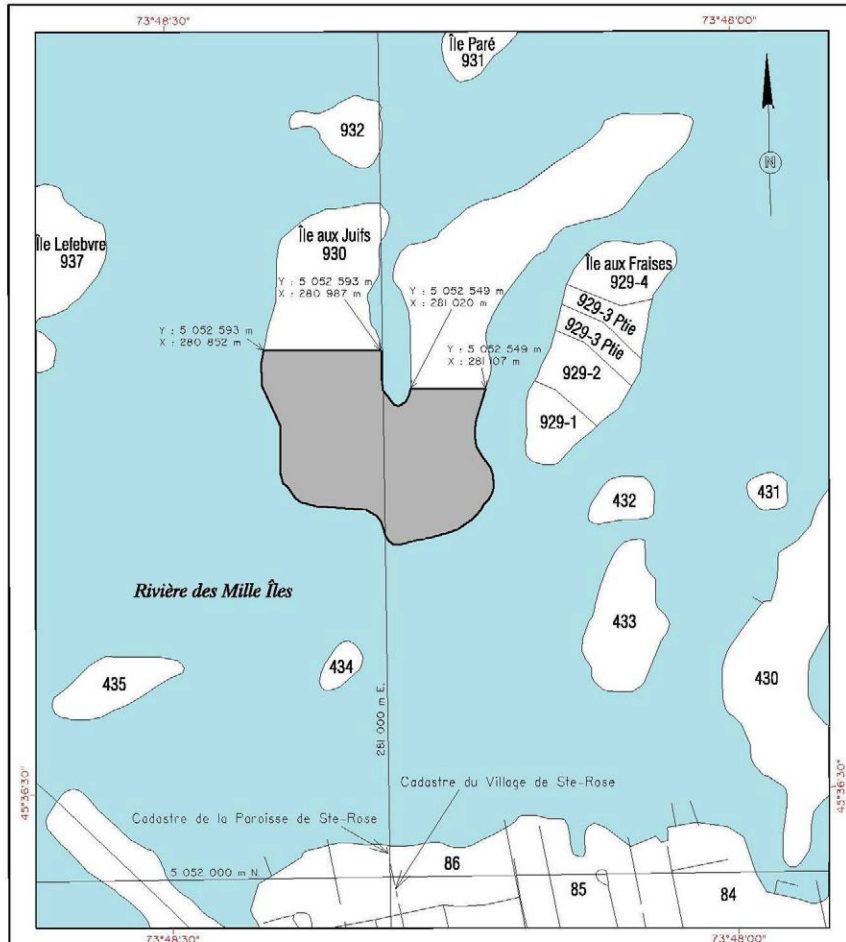 73°48'30"
73°48'00"
Île Paré
931
N
932
Île Lefebvre
937
Île aux Juifs
930
Île aux Fraises
929-4
Y : 5 052 593 m
X : 280 987 m
Y : 5 052 549 m
X : 281 020 m
929-3 Ptie
929-3 Ptie
Y : 5 052 593 m
X : 280 852 m
Y : 5 052 549 m
X : 281 107 m
929-2
929-1
432
431
Rivière des Mille Îles
433
434
435
430
281 000 m E.
45°36'30"
45°36'30"
Cadastre du Village de Ste-Rose
Cadastre de la Paroisse de Ste-Rose
5 052 000 m N.
86
85
84
73°48'30"
73°48'00"